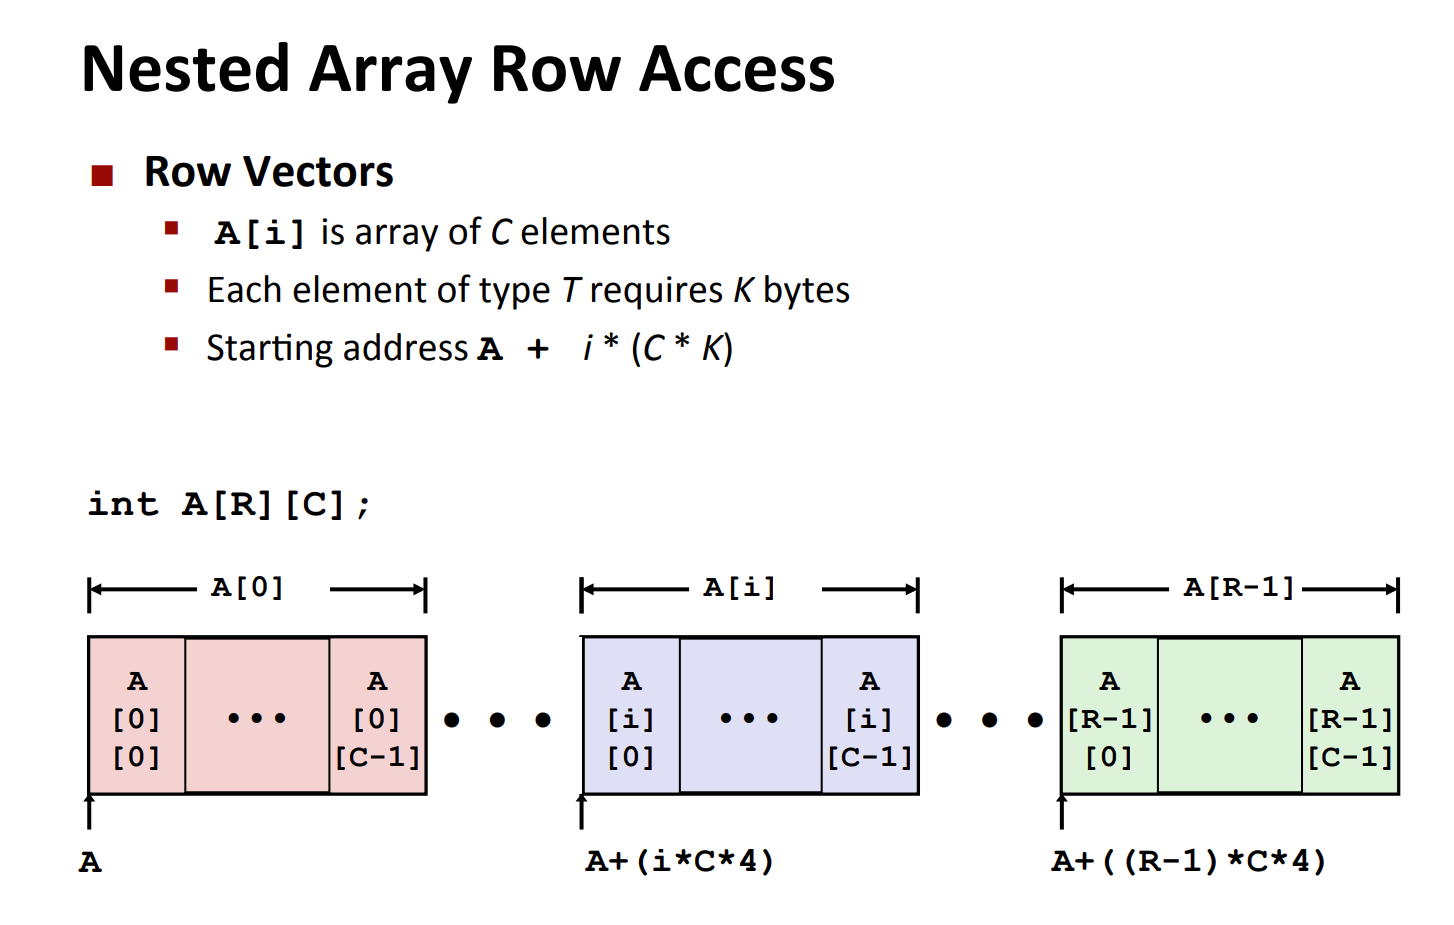 Nested Array Row Access
Row Vectors
A[i] is array of C elements
Each element of type T requires K bytes
Starting address A + i * (C * K)
int A[R][C];
A[0] A[i] A[R-1]
A A A A A A
[0] ••• [0] • • • [i] ••• [i] • • • [R-1] ••• [R-1]
[0] [C-1] [0] [C-1] [0] [C-1]
A A+(i*C*4) A+((R-1)*C*4)